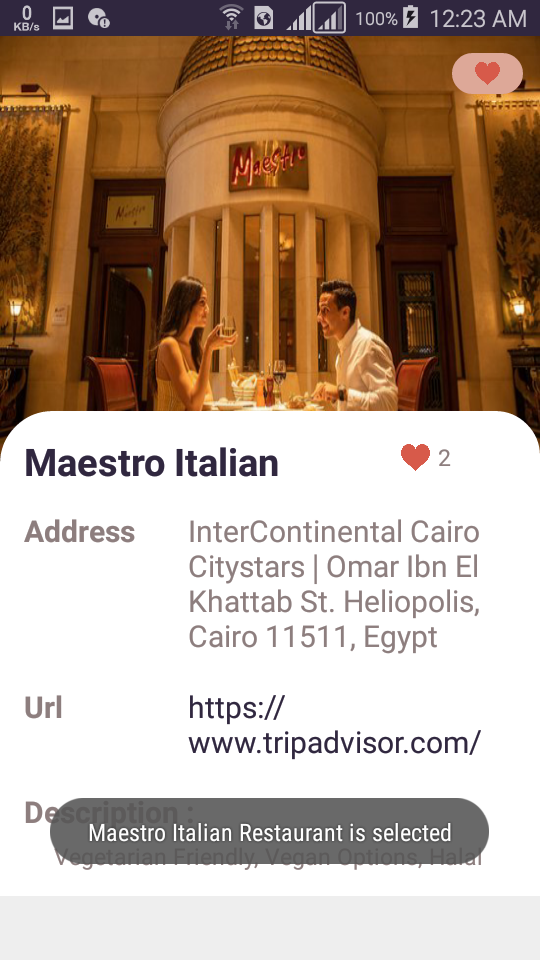 0
KB/s
100%
12:23 AM
Maestro
Maestro
Maestro Italian
2
Address
InterContinental Cairo
Citystars | Omar Ibn El
Khattab St. Heliopolis,
Cairo 11511, Egypt
Url
https://
www.tripadvisor.com/
Description :
Maestro Italian Restaurant is selected
Vegetarian Friendly, Vegan Options, Halal